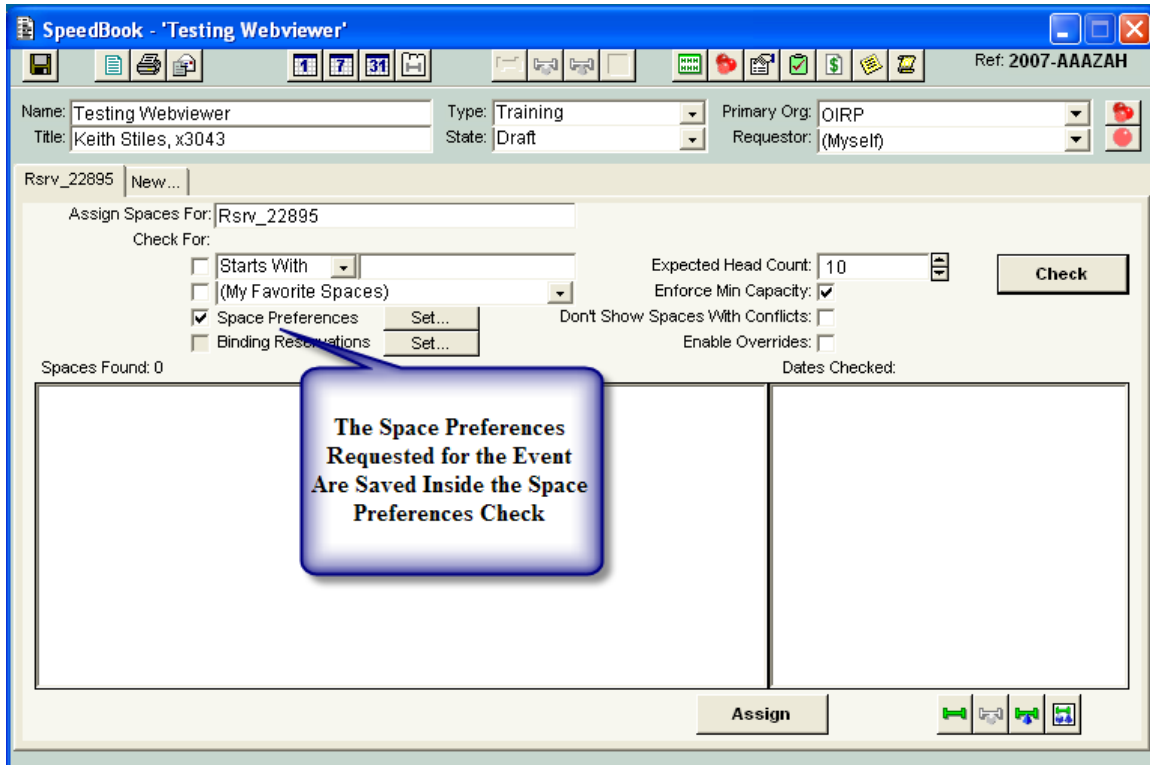 SpeedBook - 'Testing Webviewer'
1 7 31
$
Ref: 2007-AAAZAH
Name: Testing Webviewer Type: Training Primary Org: OIRP
Title: Keith Stiles, x3043 State: Draft Requestor: (Myself)
Rsrv_22895 New...
Assign Spaces For: Rsrv_22895
Check For:
Starts With Expected Head Count: 10 Check
(My Favorite Spaces) Enforce Min Capacity:
Space Preferences Set... Don't Show Spaces With Conflicts:
Binding Reservations Set... Enable Overrides:
Spaces Found: 0 Dates Checked:
The Space Preferences
Requested for the Event
Are Saved Inside the Space
Preferences Check
Assign